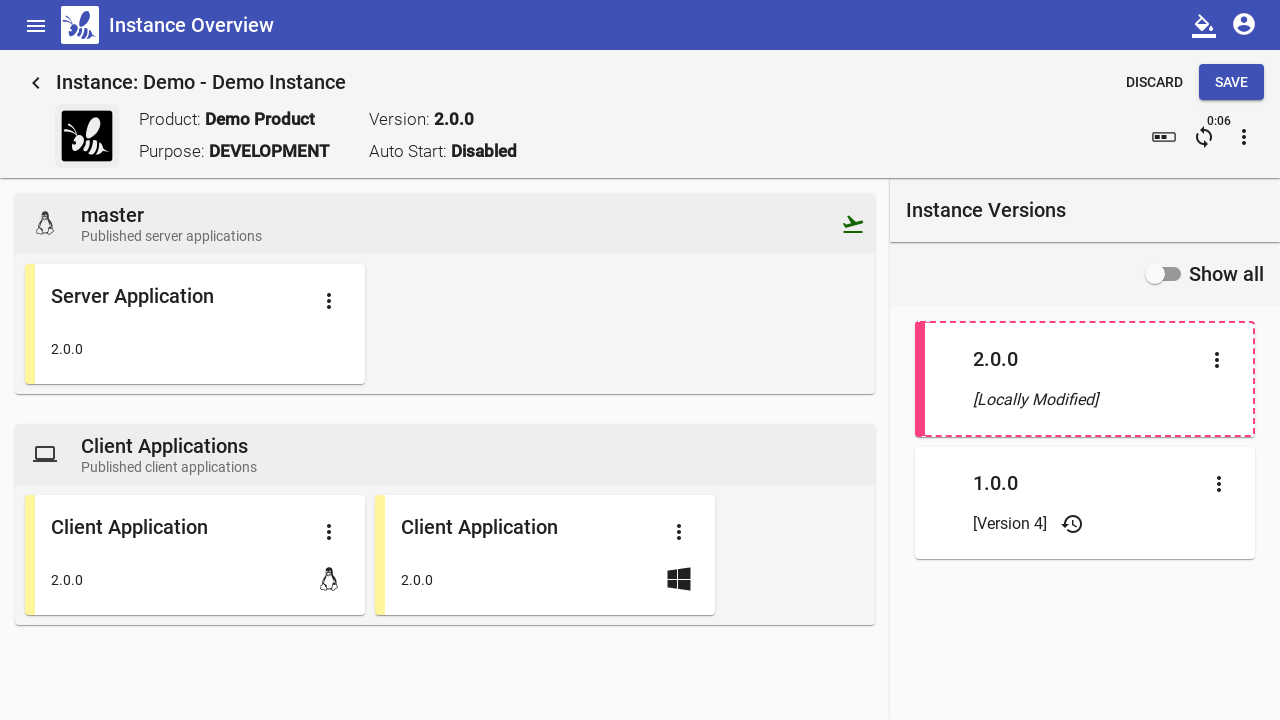 Instance Overview
Instance: Demo - Demo Instance
DISCARD
SAVE
Product: Demo Product
Version: 2.0.0
Purpose: DEVELOPMENT
Auto Start: Disabled
0:06
master
Published server applications
Server Application
2.0.0
Client Applications
Published client applications
Client Application
2.0.0
Client Application
2.0.0
Instance Versions
Show all
2.0.0
[Locally Modified]
1.0.0
[Version 4]